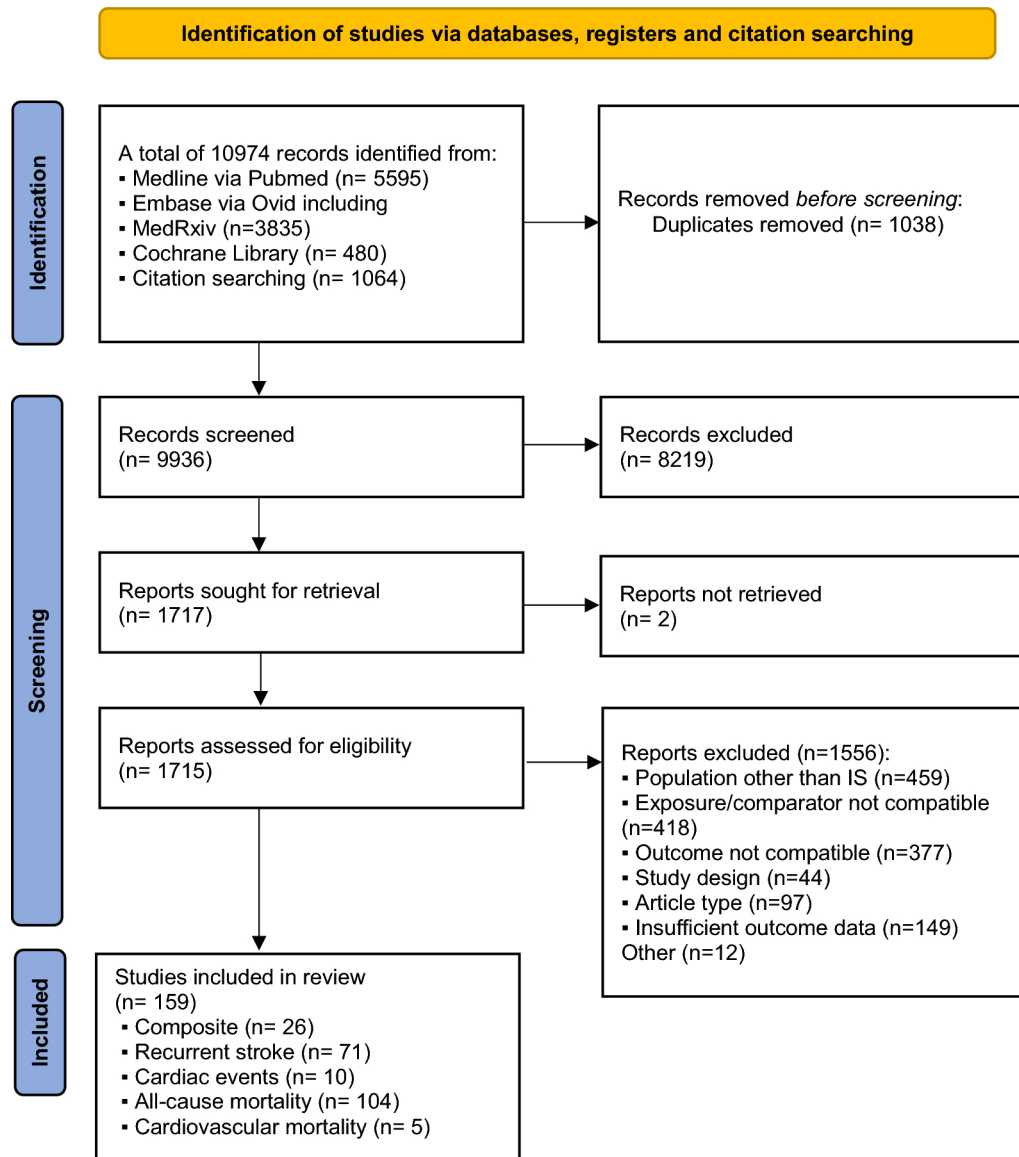 Identification of studies via databases, registers and citation searching
Identification
A total of 10974 records identified from:
▪ Medline via Pubmed (n= 5595)
▪ Embase via Ovid including
MedRxiv (n=3835)
▪ Cochrane Library (n= 480)
▪ Citation searching (n= 1064)
Records removed before screening:
Duplicates removed (n= 1038)
Screening
Records screened
(n= 9936)
Records excluded
(n= 8219)
Reports sought for retrieval
(n= 1717)
Reports not retrieved
(n= 2)
Reports assessed for eligibility
(n= 1715)
Reports excluded (n=1556):
▪ Population other than IS (n=459)
▪ Exposure/comparator not compatible
(n=418)
▪ Outcome not compatible (n=377)
▪ Study design (n=44)
▪ Article type (n=97)
▪ Insufficient outcome data (n=149)
Other (n=12)
Included
Studies included in review
(n= 159)
▪ Composite (n= 26)
▪ Recurrent stroke (n= 71)
▪ Cardiac events (n= 10)
▪ All-cause mortality (n= 104)
▪ Cardiovascular mortality (n= 5)